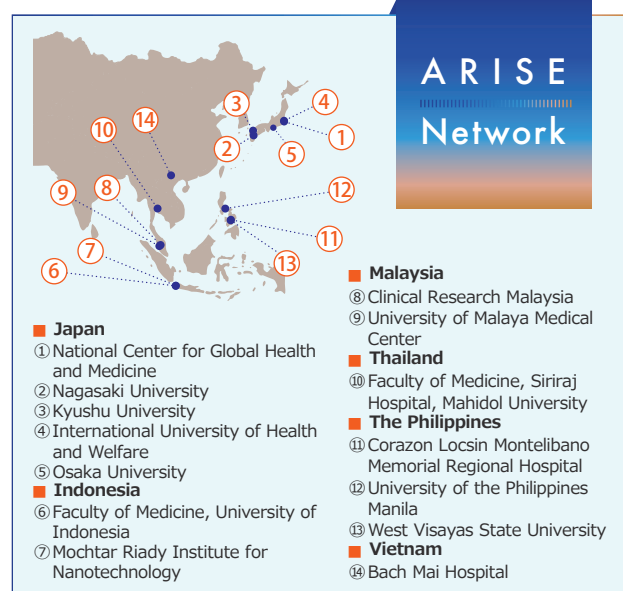 ARISE
Network
3
4
14
10
1
2
5
9
8
12
7
11
13
6
■ Japan
①National Center for Global Health
and Medicine
②Nagasaki University
③Kyushu University
④International University of Health
and Welfare
⑤Osaka University
■ Indonesia
⑥Faculty of Medicine, University of
Indonesia
⑦Mochtar Riady Institute for
Nanotechnology
■ Malaysia
⑧Clinical Research Malaysia
⑨University of Malaya Medical
Center
■ Thailand
⑩Faculty of Medicine, Siriraj
Hospital, Mahidol University
■ The Philippines
⑪Corazon Locsin Montelibano
Memorial Regional Hospital
⑫University of the Philippines
Manila
⑬West Visayas State University
■ Vietnam
⑭Bach Mai Hospital